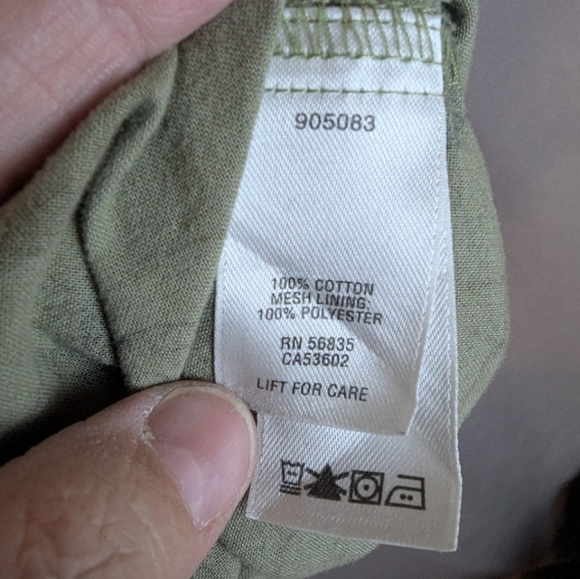 905083
100% COTTON
MESH LINING:
100% POLYESTER
RN 56835
CA53602
LIFT FOR CARE